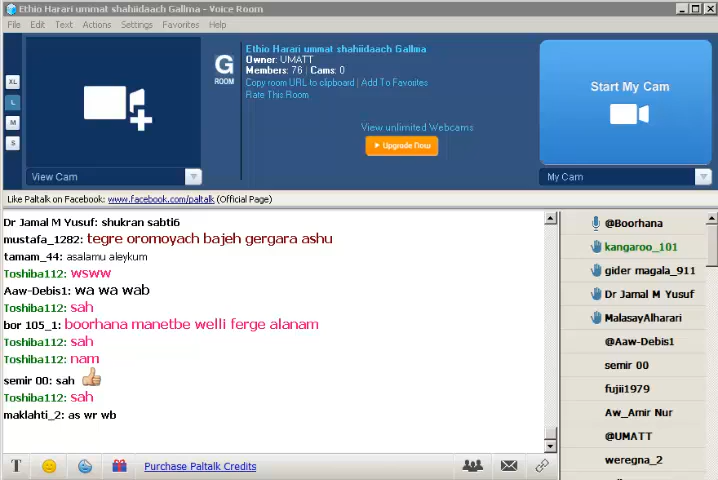 Ethio Harari ummat shahiidaach Gallma - Voice Room
File Edit Text Actions Settings Favorites Help
XL
L
M
S
View Cam
G
ROOM
Ethio Harari ummat shahiidaach Gallma
Owner: UMATT
Members: 76 | Cams: 0
Copy room URL to clipboard | Add To Favorites
Rate This Room
View unlimited Webcams
Upgrade Now
Start My Cam
My Cam
Like Paltalk on Facebook: www.facebook.com/paltalk (Official Page)
Dr Jamal M Yusuf: shukran sabti6
mustafa_1282: tegre oromoyach bajeh gergara ashu
tamam_44: asalamu aleykum
Toshiba112: wsww
Aaw-Debis1: wa wa wab
Toshiba112: sah
bor 105_1: boorhana manetbe welli ferge alanam
Toshiba112: sah
Toshiba112: nam
semir 00: sah
Toshiba112: sah
maklahti_2: as wr wb
T
Purchase Paltalk Credits
@Boorhana
kangaroo_101
gider magala_911
Dr Jamal M Yusuf
MalasayAlharari
@Aaw-Debis1
semir 00
fujii1979
Aw_Amir Nur
@UMATT
weregna_2